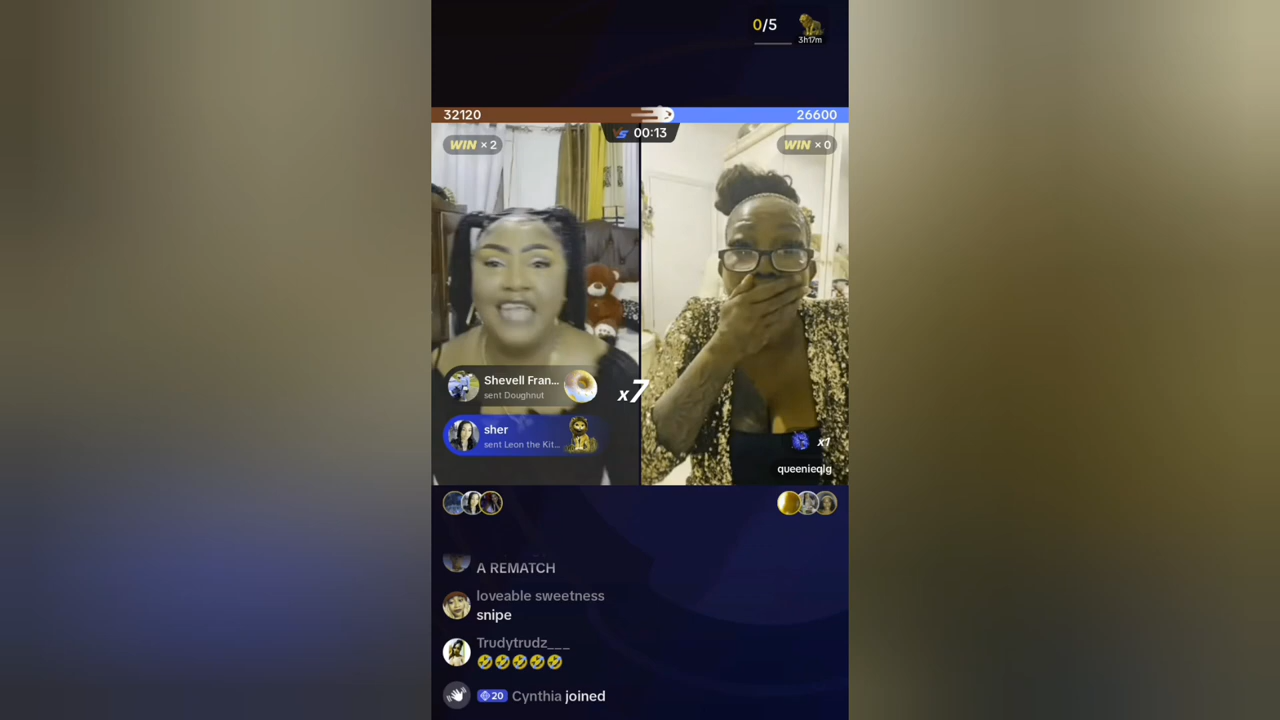 0/5
3h17m
32120
26600
VS 00:13
WIN × 2
WIN × 0
Shevell Fran...
sent Doughnut
x7
sher
sent Leon the Kit...
x1
queenieqlg
A REMATCH
loveable sweetness
snipe
Trudytrudz___
🤣🤣🤣🤣🤣
20 Cynthia joined